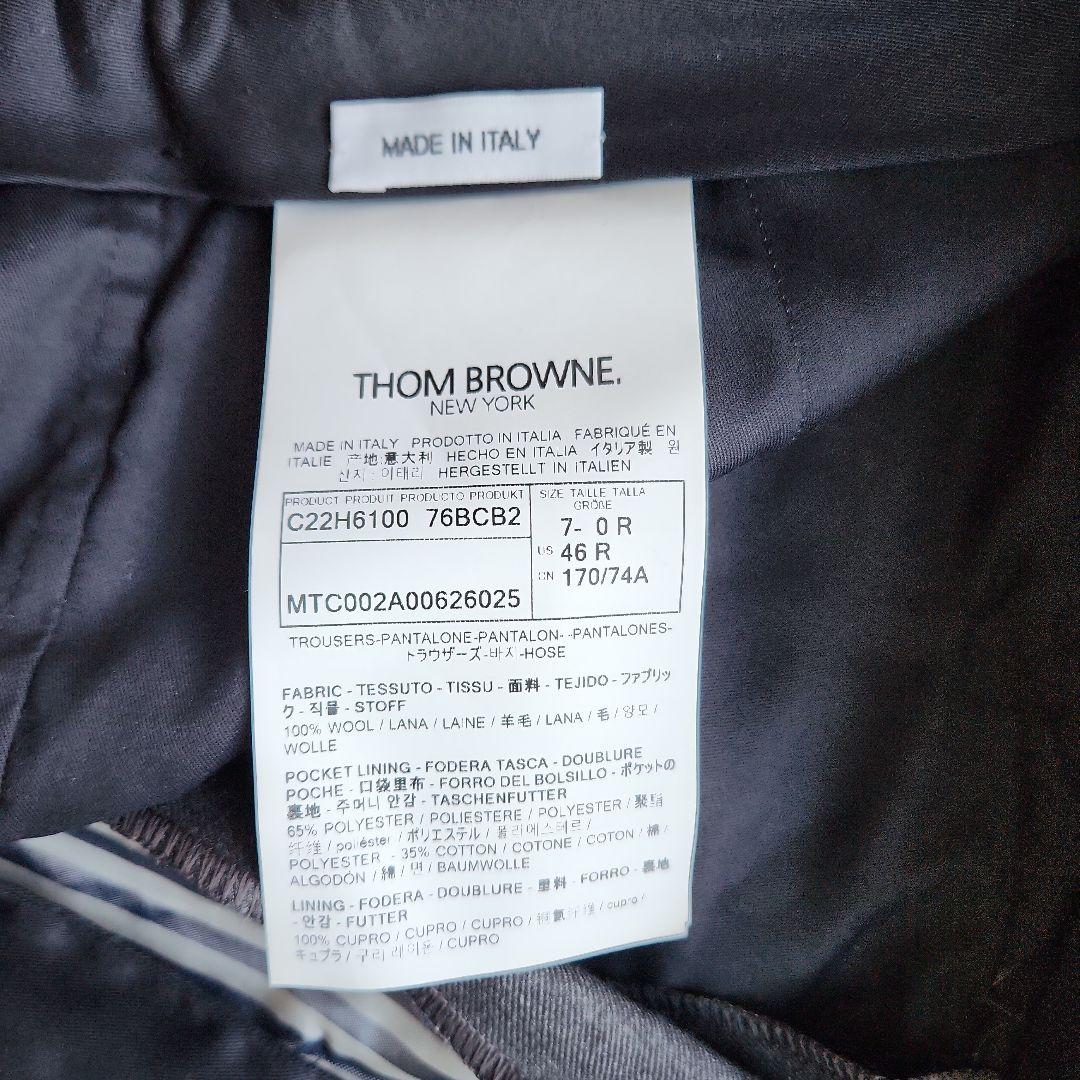 MADE IN ITALY
THOM BROWNE.
NEW YORK
MADE IN ITALY PRODOTTO IN ITALIA FABRIQUÉ EN
ITALIE 产地:意大利 HECHO EN ITALIA イタリア製 원
산지:이태리 HERGESTELLT IN ITALIEN
PRODUCT PRODUIT PRODUCTO PRODUKT
C22H6100 76BCB2
MTC002A00626025
SIZE TAILLE TALLA
GRÖßE
7- 0 R
US 46 R
CN 170/74A
TROUSERS-PANTALONE-PANTALON- -PANTALONES-
トラウザーズ-바지-HOSE
FABRIC - TESSUTO - TISSU - 面料 - TEJIDO - ファブリッ
ク - 직물 - STOFF
100% WOOL / LANA / LAINE / 羊毛 / LANA / 毛 / 양모 /
WOLLE
POCKET LINING - FODERA TASCA - DOUBLURE
POCHE - 口袋里布 - FORRO DEL BOLSILLO - ポケットの
裏地 - 주머니 안감 - TASCHENFUTTER
65% POLYESTER / POLIESTERE / POLYESTER / 聚酯
纤维 / poliéster / ポリエステル / 폴리에스테르 /
POLYESTER - 35% COTTON / COTONE / COTON / 棉 /
ALGODÓN / 綿 / 면 / BAUMWOLLE
LINING - FODERA - DOUBLURE - 里料 - FORRO - 裏地
- 안감 - FUTTER
100% CUPRO / CUPRO / CUPRO / 铜氨纤维 / cupro /
キュプラ / 구리 레이온 / CUPRO